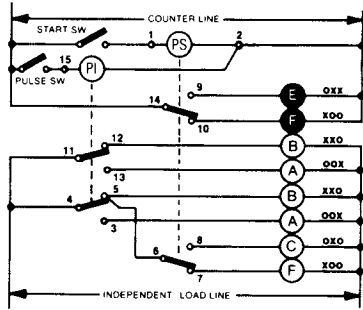 COUNTER LINE
START SW
1
PS
2
PULSE SW
15
PI
9
E
OXX
14
10
F
XOO
12
B
XXO
11
13
A
OOX
5
B
XXO
4
3
A
OOX
8
C
OXO
6
7
F
XOO
INDEPENDENT LOAD LINE